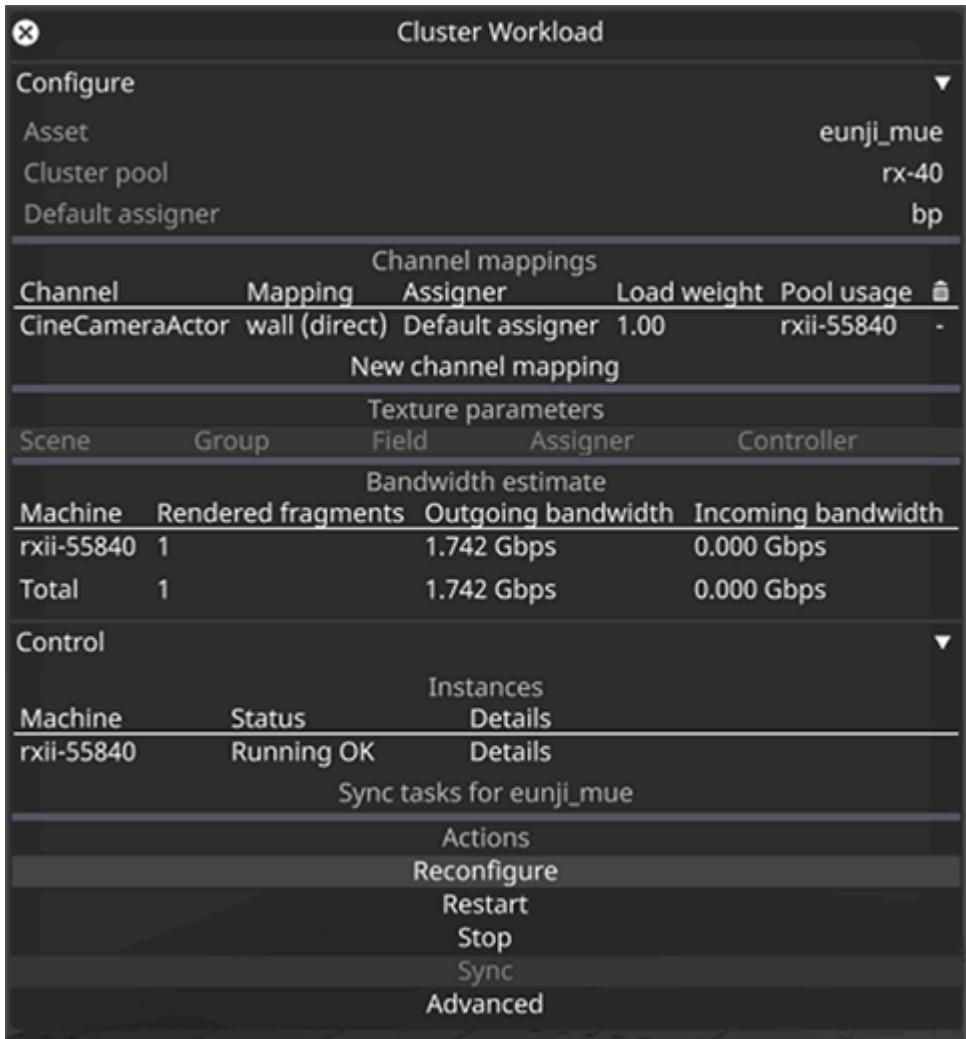 Cluster Workload
Configure
Asset eunji_mue
Cluster pool rx-40
Default assigner bp
Channel mappings
Channel Mapping Assigner Load weight Pool usage
CineCameraActor wall (direct) Default assigner 1.00 rxii-55840 -
New channel mapping
Texture parameters
Scene Group Field Assigner Controller
Bandwidth estimate
Machine Rendered fragments Outgoing bandwidth Incoming bandwidth
rxii-55840 1 1.742 Gbps 0.000 Gbps
Total 1 1.742 Gbps 0.000 Gbps
Control
Instances
Machine Status Details
rxii-55840 Running OK Details
Sync tasks for eunji_mue
Actions
Reconfigure
Restart
Stop
Sync
Advanced